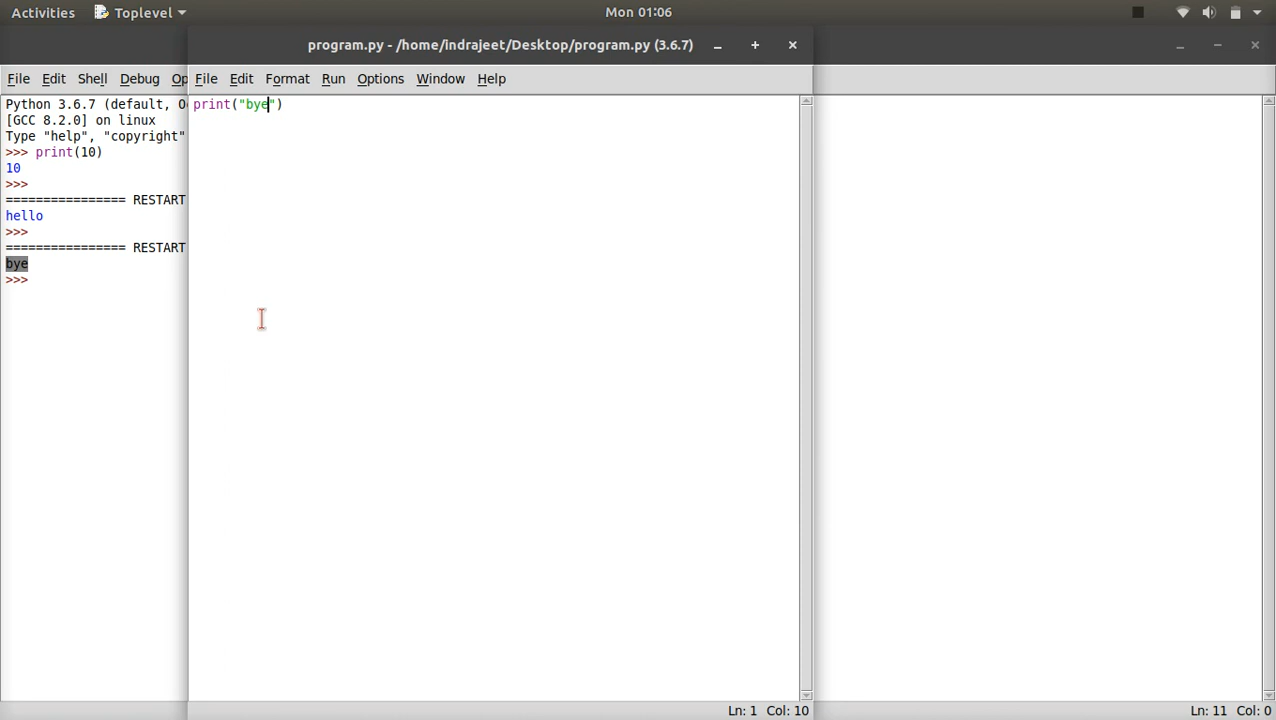 Activities Toplevel Mon 01:06
program.py - /home/indrajeet/Desktop/program.py (3.6.7)
File Edit Shell Debug Op
Python 3.6.7 (default, O
[GCC 8.2.0] on linux
Type "help", "copyright"
>>> print(10)
10
>>>
================ RESTART
hello
>>>
================ RESTART
bye
>>>
File Edit Format Run Options Window Help
print("bye")
Ln: 1 Col: 10
Ln: 11 Col: 0